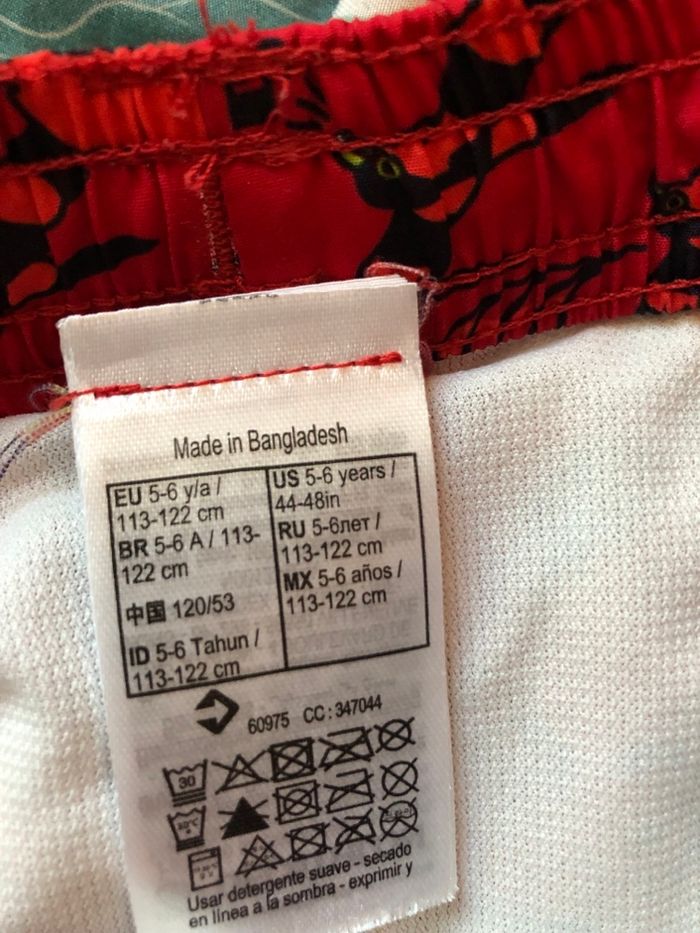 Made in Bangladesh
EU 5-6 y/a /
113-122 cm
BR 5-6 A / 113-
122 cm
中国 120/53
ID 5-6 Tahun /
113-122 cm
US 5-6 years /
44-48in
RU 5-6лет /
113-122 cm
MX 5-6 años /
113-122 cm
60975 CC : 347044
30
Usar detergente suave - secado
en línea a la sombra - exprimir y